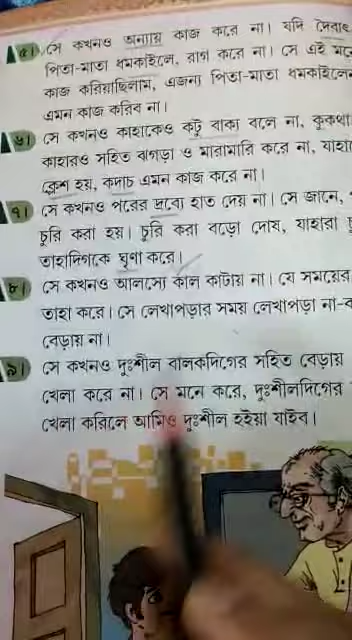 ৫। সে কখনও অন্যায় কাজ করে না। যদি দৈবাৎ
পিতা-মাতা ধমকাইলে, রাগ করে না। সে এই মনে
কাজ করিয়াছিলাম, এজন্য পিতা-মাতা ধমকাইলেন
এমন কাজ করিব না।
৬। সে কখনও কাহাকেও কটু বাক্য বলে না, কুকথা
কাহারও সহিত ঝগড়া ও মারামারি করে না, যাহা
ক্লেশ হয়, কদাচ এমন কাজ করে না।
৭। সে কখনও পরের দ্রব্যে হাত দেয় না। সে জানে,
চুরি করা হয়। চুরি করা বড়ো দোষ, যাহারা
তাহাদিগকে ঘৃণা করে।
৮। সে কখনও আলস্যে কাল কাটায় না। যে সময়ের
তাহা করে। সে লেখাপড়ার সময় লেখাপড়া না-ক
বেড়ায় না।
৯। সে কখনও দুঃশীল বালকদিগের সহিত বেড়ায়
খেলা করে না। সে মনে করে, দুঃশীলদিগের
খেলা করিলে আমিও দুঃশীল হইয়া যাইব।